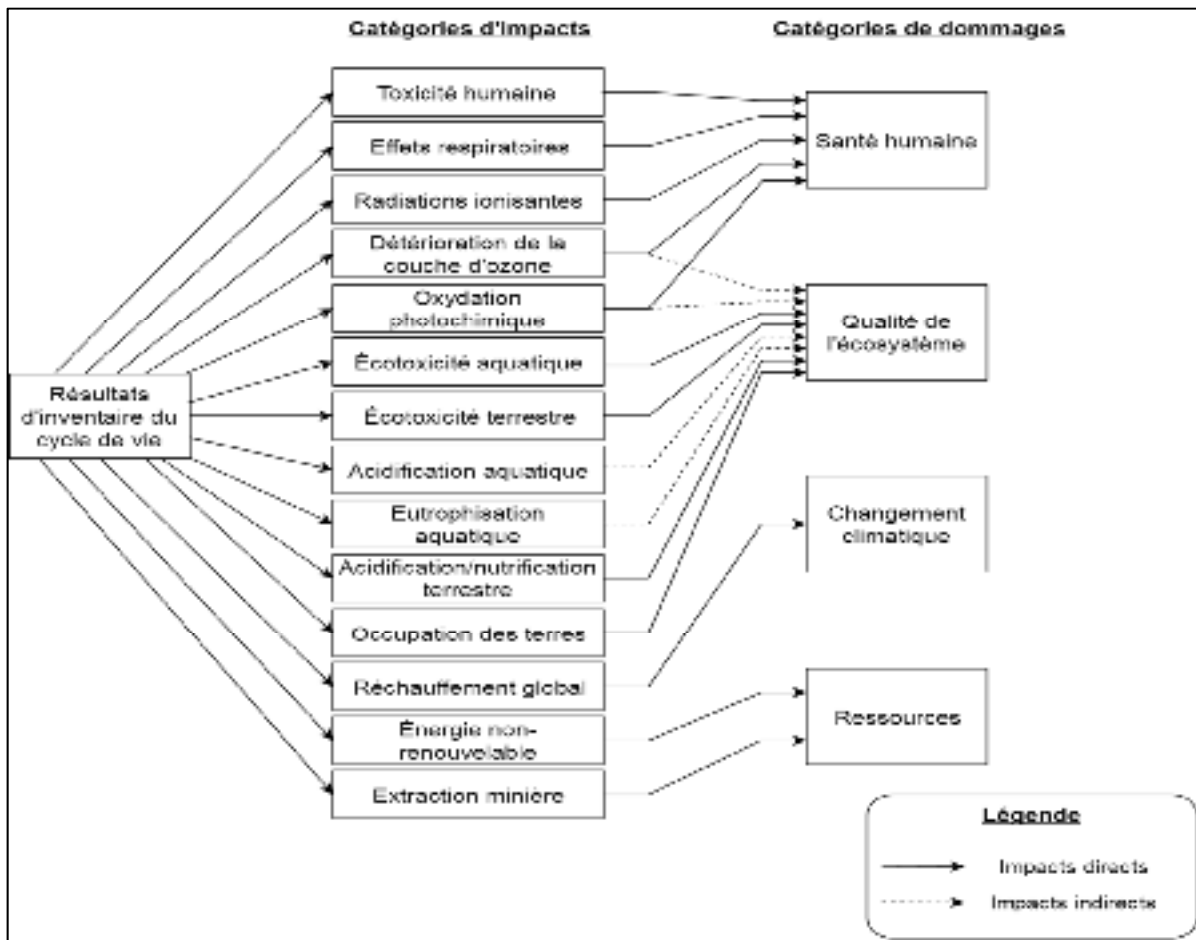 Catégories d'impacts
Catégories de dommages
Toxicité humaine
Effets respiratoires
Radiations ionisantes
Détérioration de la
couche d'ozone
Oxydation
photochimique
Écotoxicité aquatique
Écotoxicité terrestre
Acidification aquatique
Eutrophisation
aquatique
Acidification/nutrification
terrestre
Occupation des terres
Réchauffement global
Énergie non-
renouvelable
Extraction minière
Résultats
d'inventaire du
cycle de vie
Santé humaine
Qualité de
l'écosystème
Changement
climatique
Ressources
Légende
Impacts directs
Impacts indirects